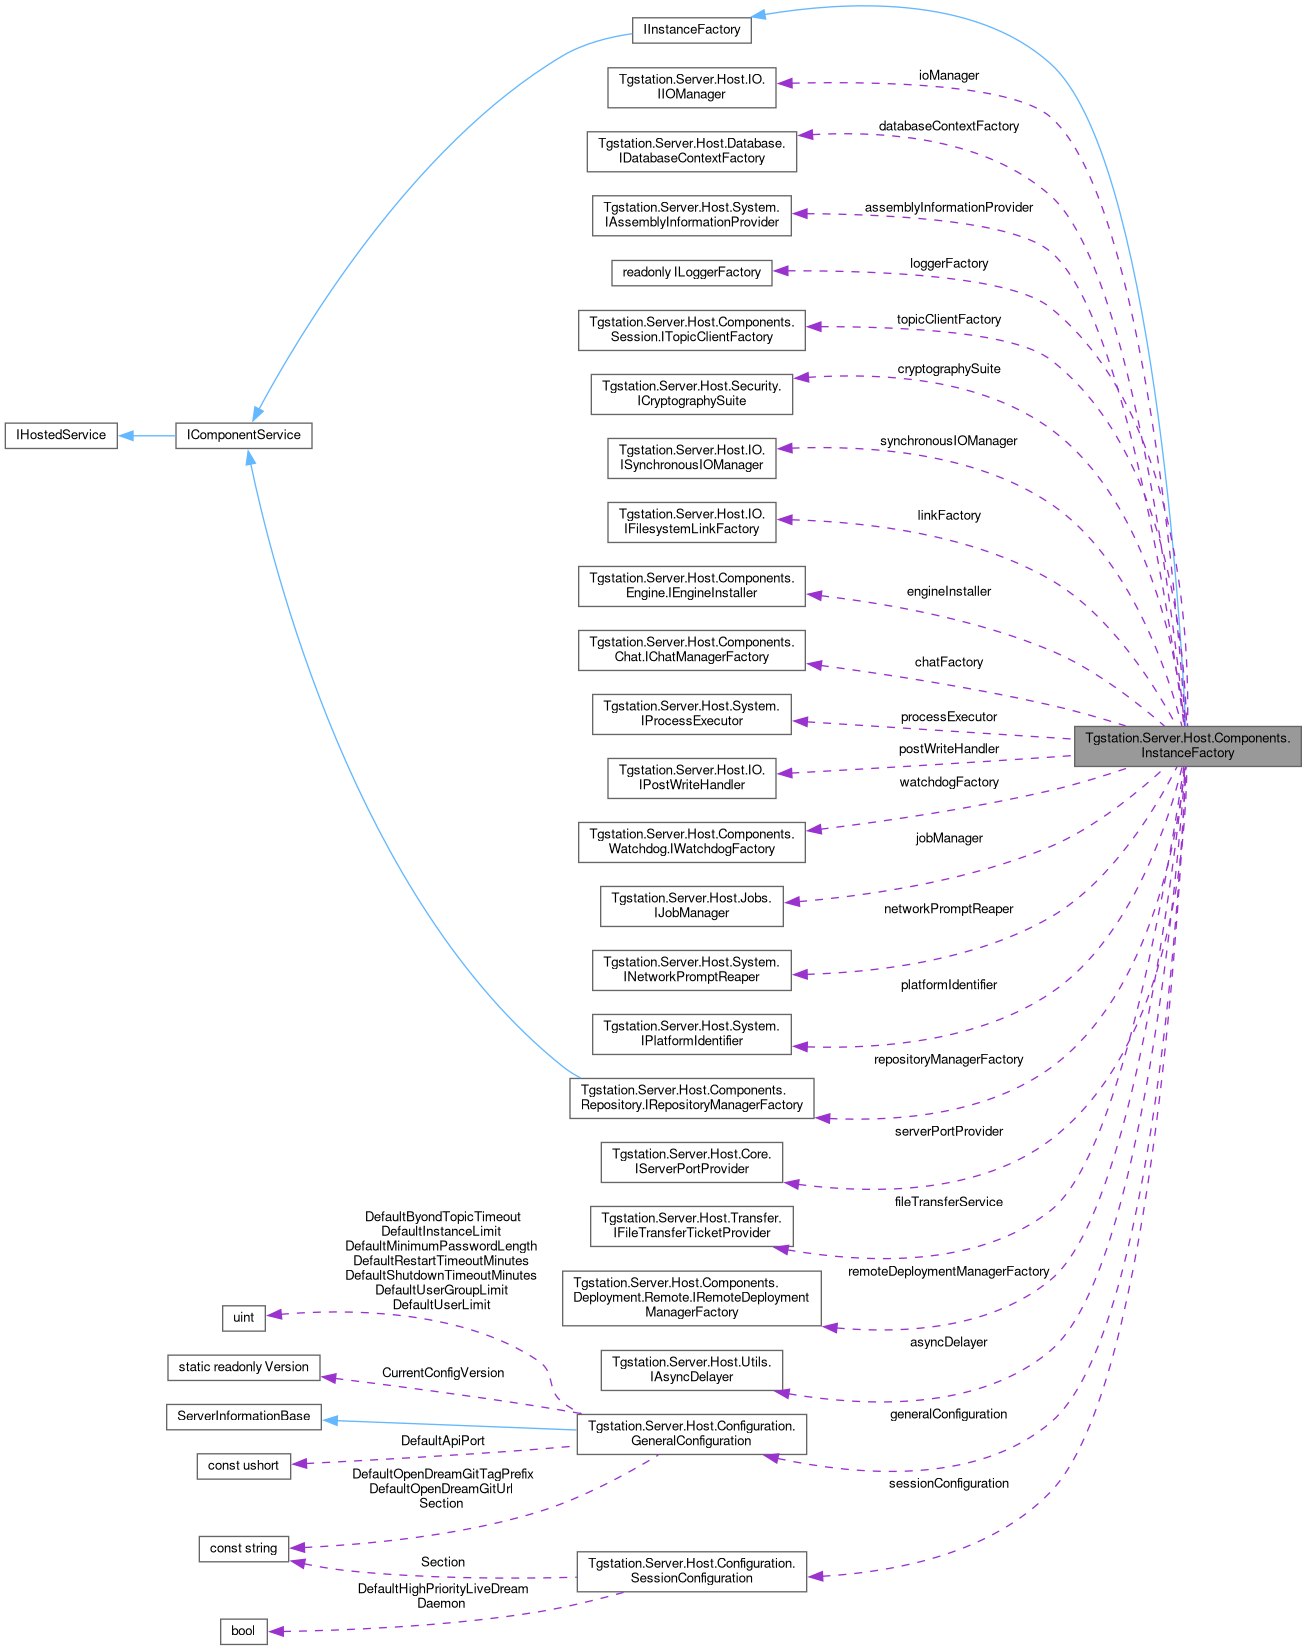 IInstanceFactory
Tgstation.Server.Host.IO.
IIOManager
ioManager
Tgstation.Server.Host.Database.
IDatabaseContextFactory
databaseContextFactory
Tgstation.Server.Host.System.
IAssemblyInformationProvider
assemblyInformationProvider
readonly ILoggerFactory
loggerFactory
Tgstation.Server.Host.Components.
Session.ITopicClientFactory
topicClientFactory
Tgstation.Server.Host.Security.
ICryptographySuite
cryptographySuite
IHostedService
IComponentService
Tgstation.Server.Host.IO.
ISynchronousIOManager
synchronousIOManager
Tgstation.Server.Host.IO.
IFilesystemLinkFactory
linkFactory
Tgstation.Server.Host.Components.
Engine.IEngineInstaller
engineInstaller
Tgstation.Server.Host.Components.
Chat.IChatManagerFactory
chatFactory
Tgstation.Server.Host.System.
IProcessExecutor
processExecutor
Tgstation.Server.Host.Components.
InstanceFactory
Tgstation.Server.Host.IO.
IPostWriteHandler
postWriteHandler
Tgstation.Server.Host.Components.
Watchdog.IWatchdogFactory
watchdogFactory
Tgstation.Server.Host.Jobs.
IJobManager
jobManager
Tgstation.Server.Host.System.
INetworkPromptReaper
networkPromptReaper
Tgstation.Server.Host.System.
IPlatformIdentifier
platformIdentifier
Tgstation.Server.Host.Components.
Repository.IRepositoryManagerFactory
repositoryManagerFactory
Tgstation.Server.Host.Core.
IServerPortProvider
serverPortProvider
Tgstation.Server.Host.Transfer.
IFileTransferTicketProvider
fileTransferService
Tgstation.Server.Host.Components.
Deployment.Remote.IRemoteDeployment
ManagerFactory
remoteDeploymentManagerFactory
Tgstation.Server.Host.Utils.
IAsyncDelayer
asyncDelayer
DefaultByondTopicTimeout
DefaultInstanceLimit
DefaultMinimumPasswordLength
DefaultRestartTimeoutMinutes
DefaultShutdownTimeoutMinutes
DefaultUserGroupLimit
DefaultUserLimit
uint
static readonly Version
CurrentConfigVersion
ServerInformationBase
Tgstation.Server.Host.Configuration.
GeneralConfiguration
generalConfiguration
const ushort
DefaultApiPort
DefaultOpenDreamGitTagPrefix
DefaultOpenDreamGitUrl
Section
const string
Section
Tgstation.Server.Host.Configuration.
SessionConfiguration
sessionConfiguration
DefaultHighPriorityLiveDream
Daemon
bool